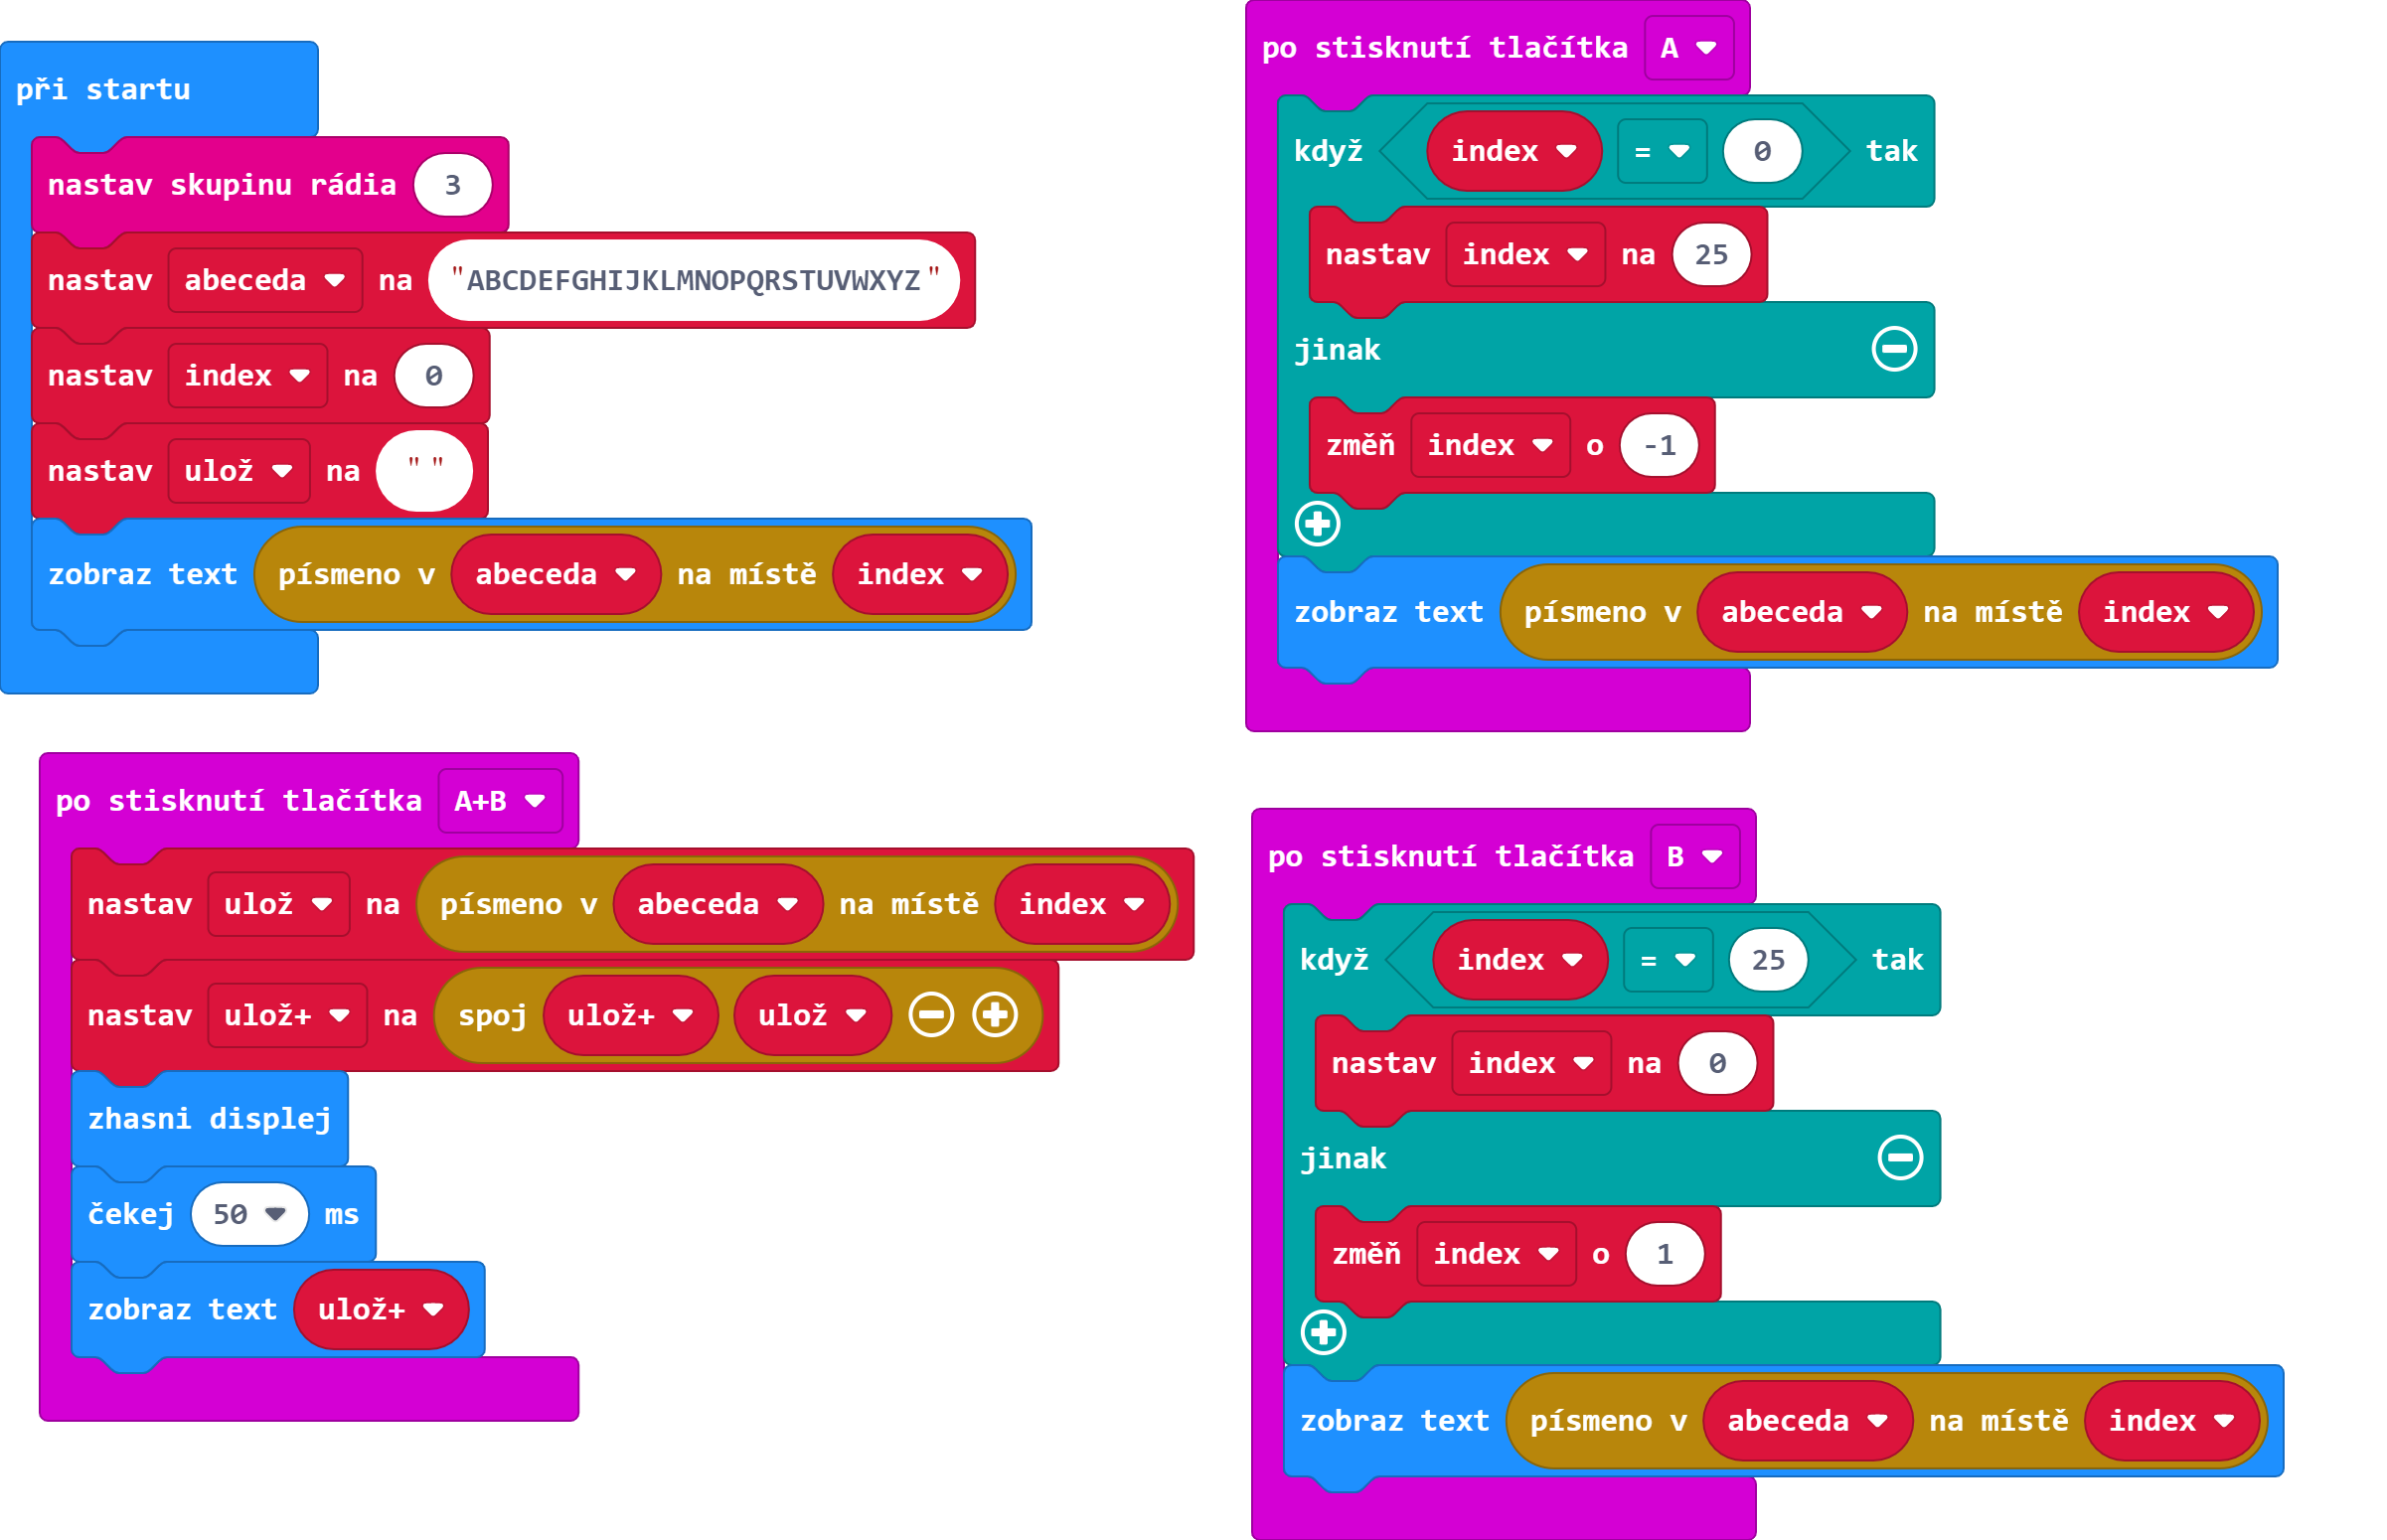 při startu
nastav skupinu rádia 3
nastav abeceda na "ABCDEFGHIJKLMNOPQRSTUVWXYZ"
nastav index na 0
nastav ulož na " "
zobraz text písmeno v abeceda na místě index
po stisknutí tlačítka A
když index = 0 tak
nastav index na 25
jinak
změň index o -1
zobraz text písmeno v abeceda na místě index
po stisknutí tlačítka A+B
nastav ulož na písmeno v abeceda na místě index
nastav ulož+ na spoj ulož+ ulož
zhasni displej
čekej 50 ms
zobraz text ulož+
po stisknutí tlačítka B
když index = 25 tak
nastav index na 0
jinak
změň index o 1
zobraz text písmeno v abeceda na místě index